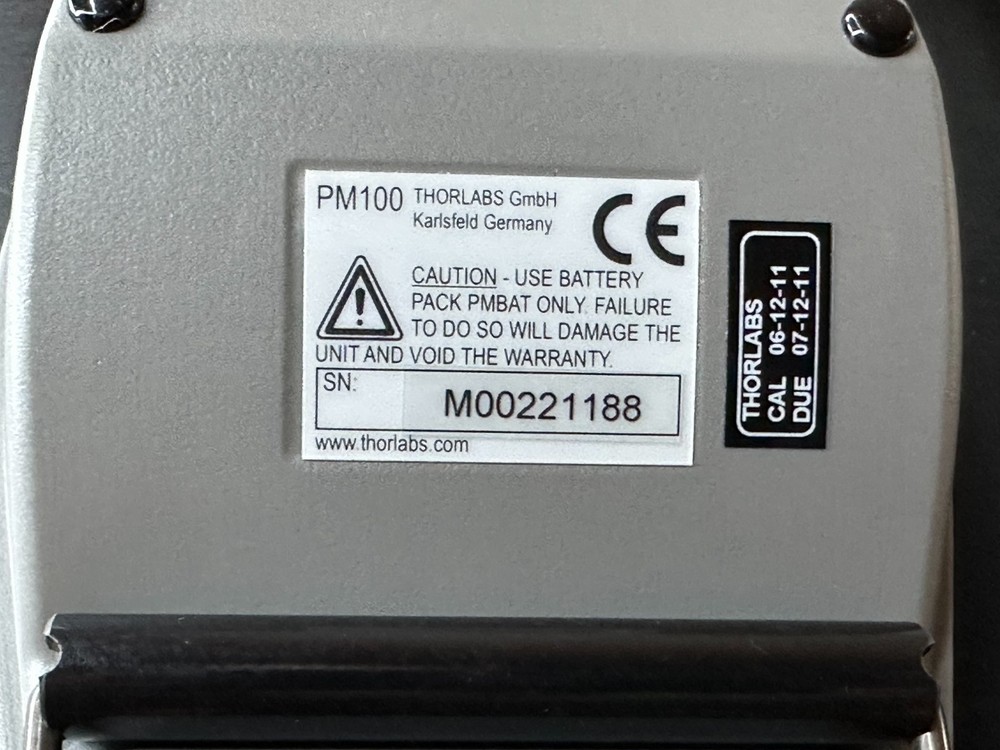 PM100 THORLABS GmbH
Karlsfeld Germany
CE
CAUTION - USE BATTERY
PACK PMBAT ONLY. FAILURE
TO DO SO WILL DAMAGE THE
UNIT AND VOID THE WARRANTY.
SN:
M00221188
www.thorlabs.com
THORLABS
CAL 06-12-11
DUE 07-12-11